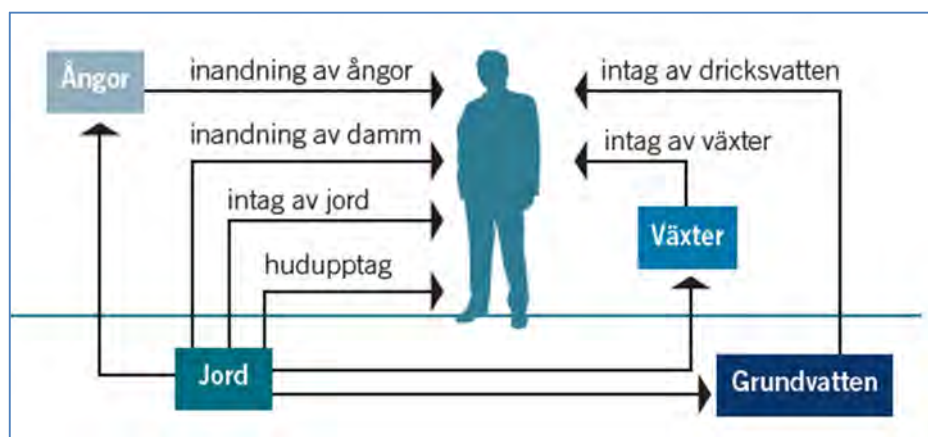 Ångor
inandning av ångor
intag av dricksvatten
inandning av damm
intag av växter
intag av jord
Växter
hudupptag
Jord
Grundvatten